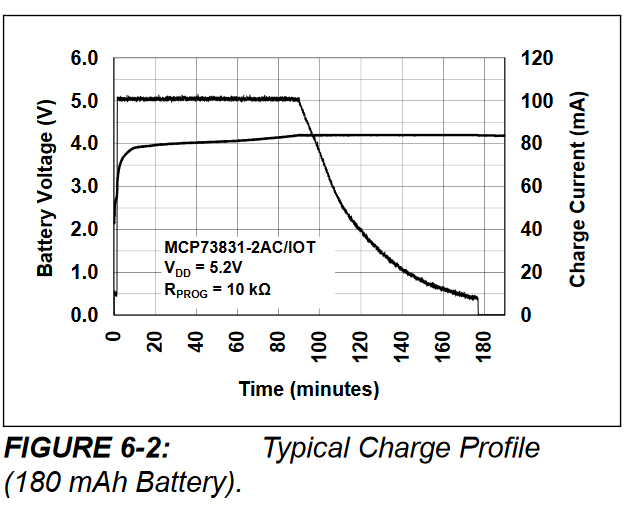 6.0
5.0
4.0
3.0
2.0
1.0
0.0
Battery Voltage (V)
120
100
80
60
40
20
0
Charge Current (mA)
MCP73831-2AC/IOT
VDD = 5.2V
RPROG = 10 kΩ
0 20 40 60 80 100 120 140 160 180
Time (minutes)
FIGURE 6-2: Typical Charge Profile
(180 mAh Battery).